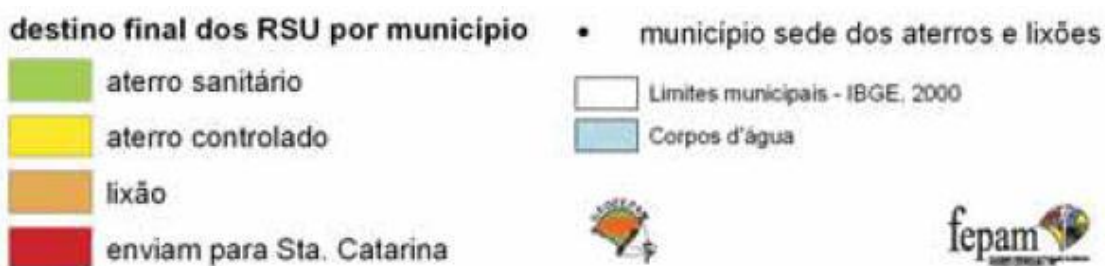 destino final dos RSU por município
aterro sanitário
aterro controlado
lixão
enviam para Sta. Catarina
• município sede dos aterros e lixões
Limites municipais - IBGE, 2000
Corpos d'água
fepam